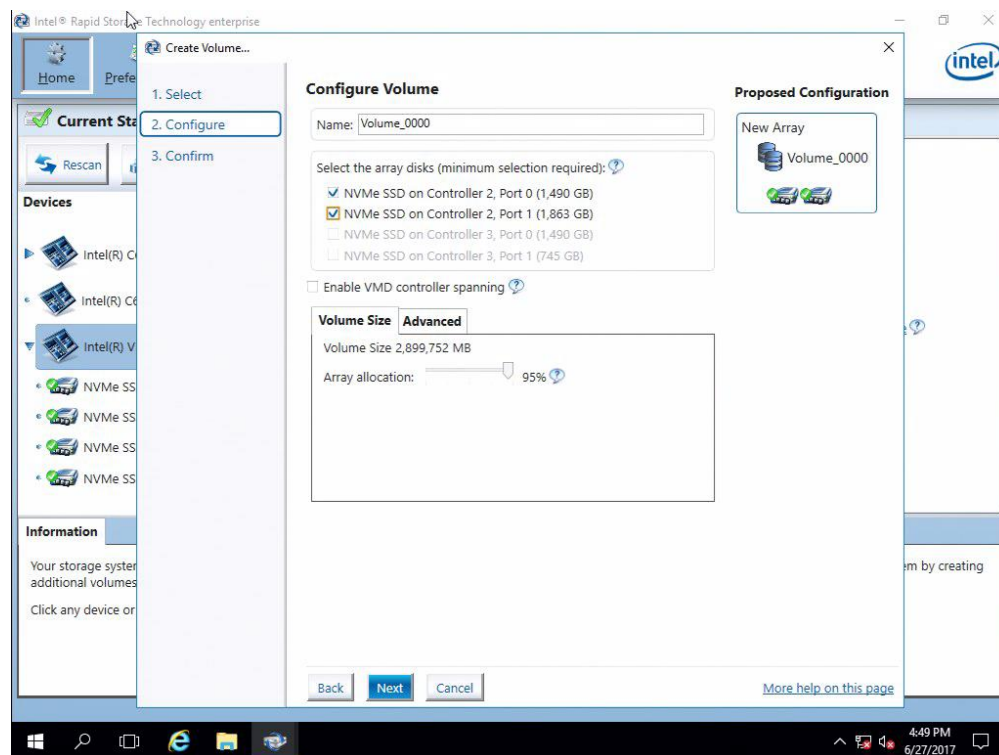 Intel® Rapid Storage Technology enterprise
Home
Prefe
intel
Current Sta
Rescan
Devices
Intel(R) C
Intel(R) C6
Intel(R) V
NVMe SS
NVMe SS
NVMe SS
NVMe SS
Information
Your storage system by creating
additional volumes
Click any device or
Create Volume...
1. Select
2. Configure
3. Confirm
Configure Volume
Name: Volume_0000
Select the array disks (minimum selection required):
NVMe SSD on Controller 2, Port 0 (1,490 GB)
NVMe SSD on Controller 2, Port 1 (1,863 GB)
NVMe SSD on Controller 3, Port 0 (1,490 GB)
NVMe SSD on Controller 3, Port 1 (745 GB)
Enable VMD controller spanning
Volume Size Advanced
Volume Size 2,899,752 MB
Array allocation: 95%
Proposed Configuration
New Array
Volume_0000
Back Next Cancel
More help on this page
4:49 PM
6/27/2017